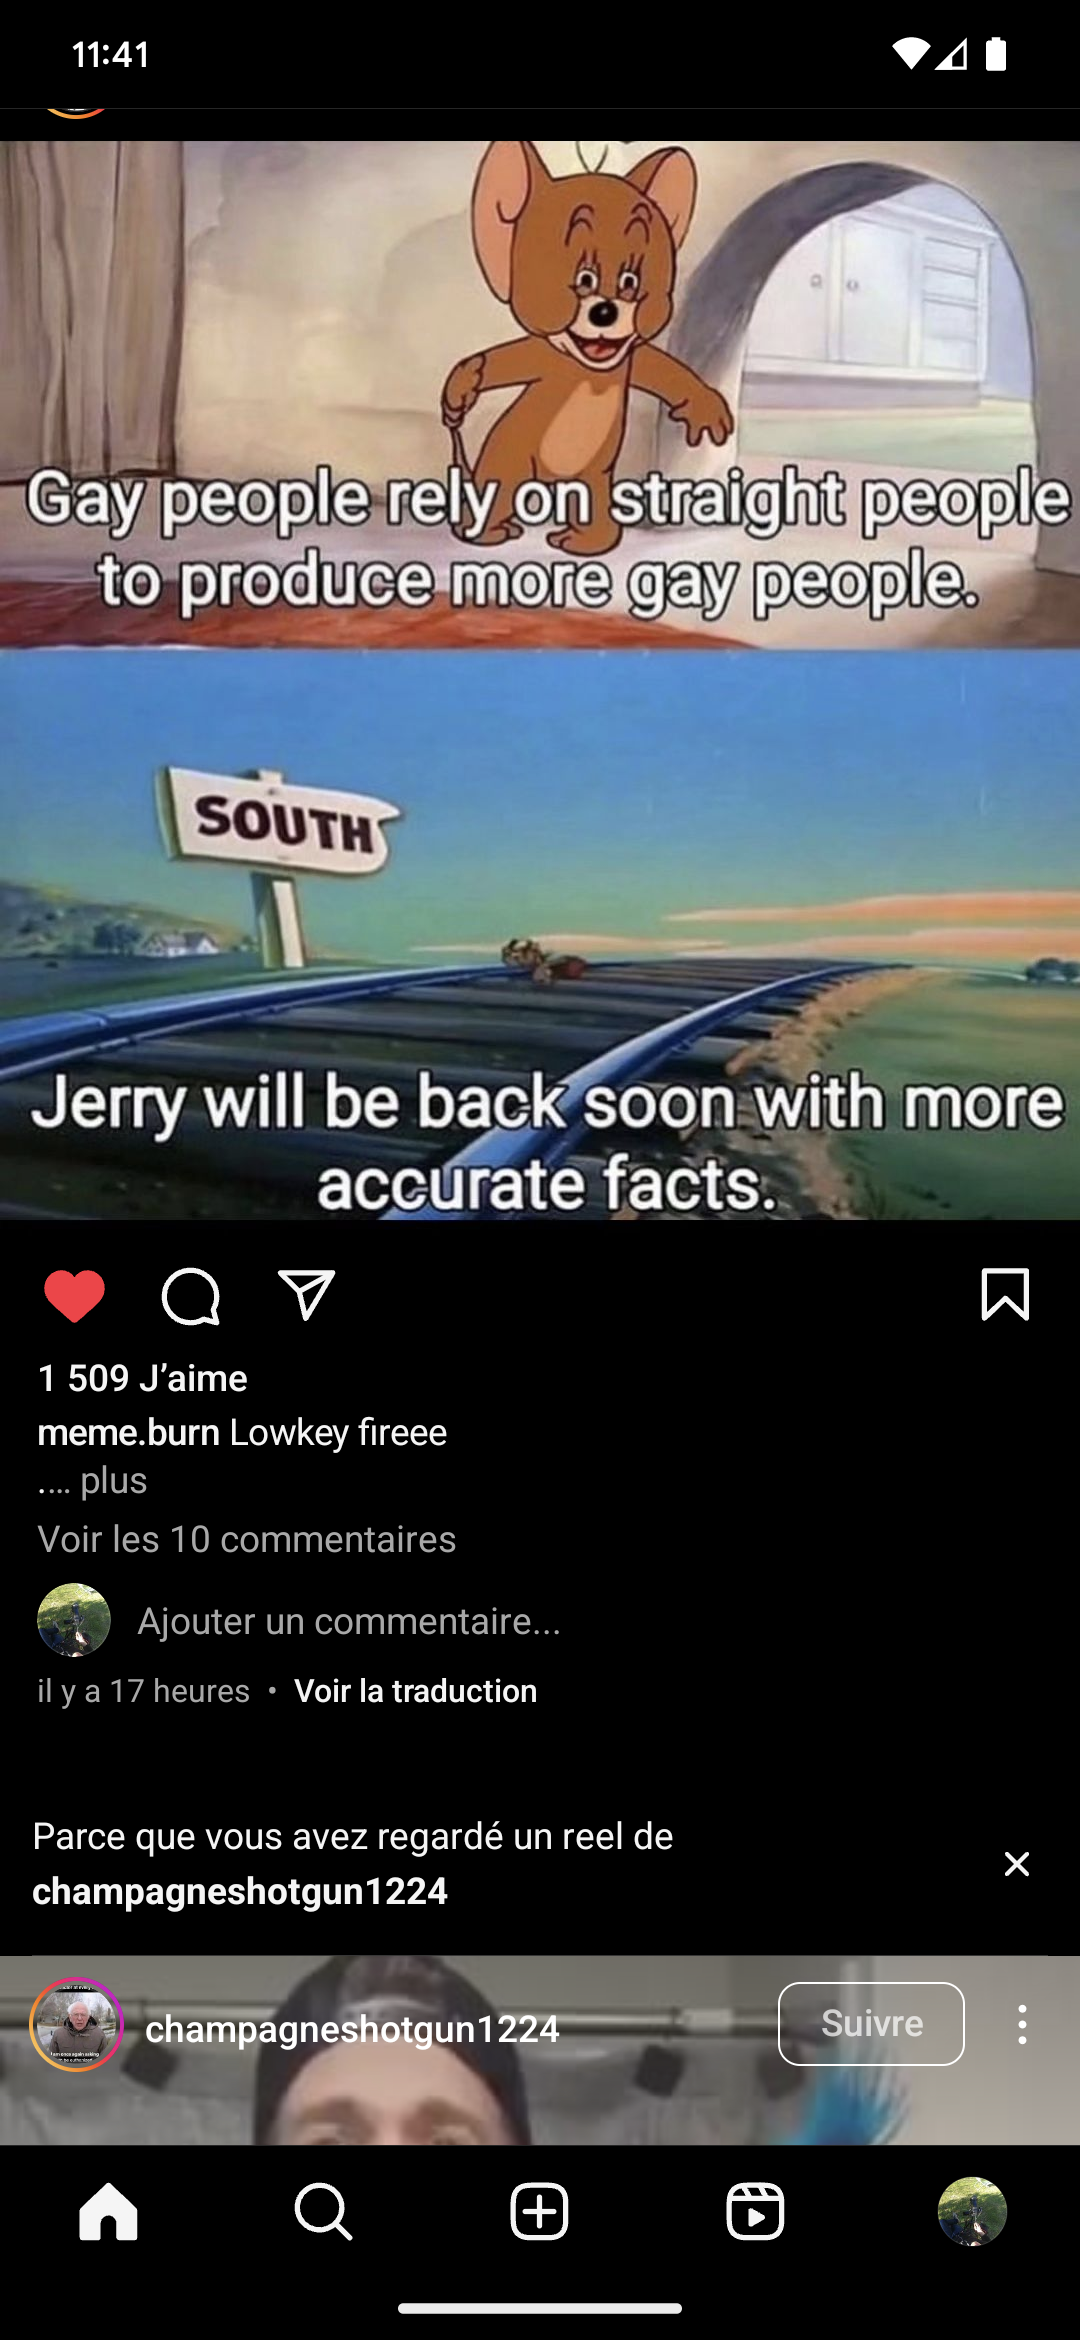 11:41
Gay people rely on straight people
to produce more gay people.
SOUTH
Jerry will be back soon with more
accurate facts.
1 509 J’aime
meme.burn Lowkey fireee
.... plus
Voir les 10 commentaires
Ajouter un commentaire...
il y a 17 heures • Voir la traduction
Parce que vous avez regardé un reel de
champagneshotgun1224
champagneshotgun1224
Suivre